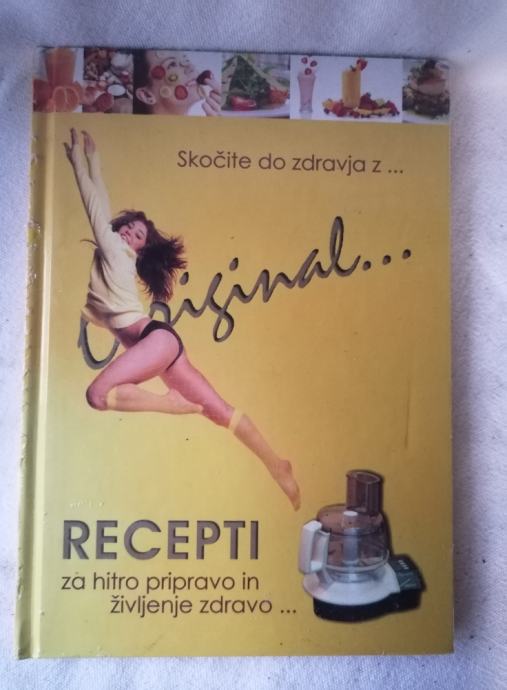 Skočite do zdravja z ...
Original...
RECEPTI
za hitro pripravo in
življenje zdravo ...